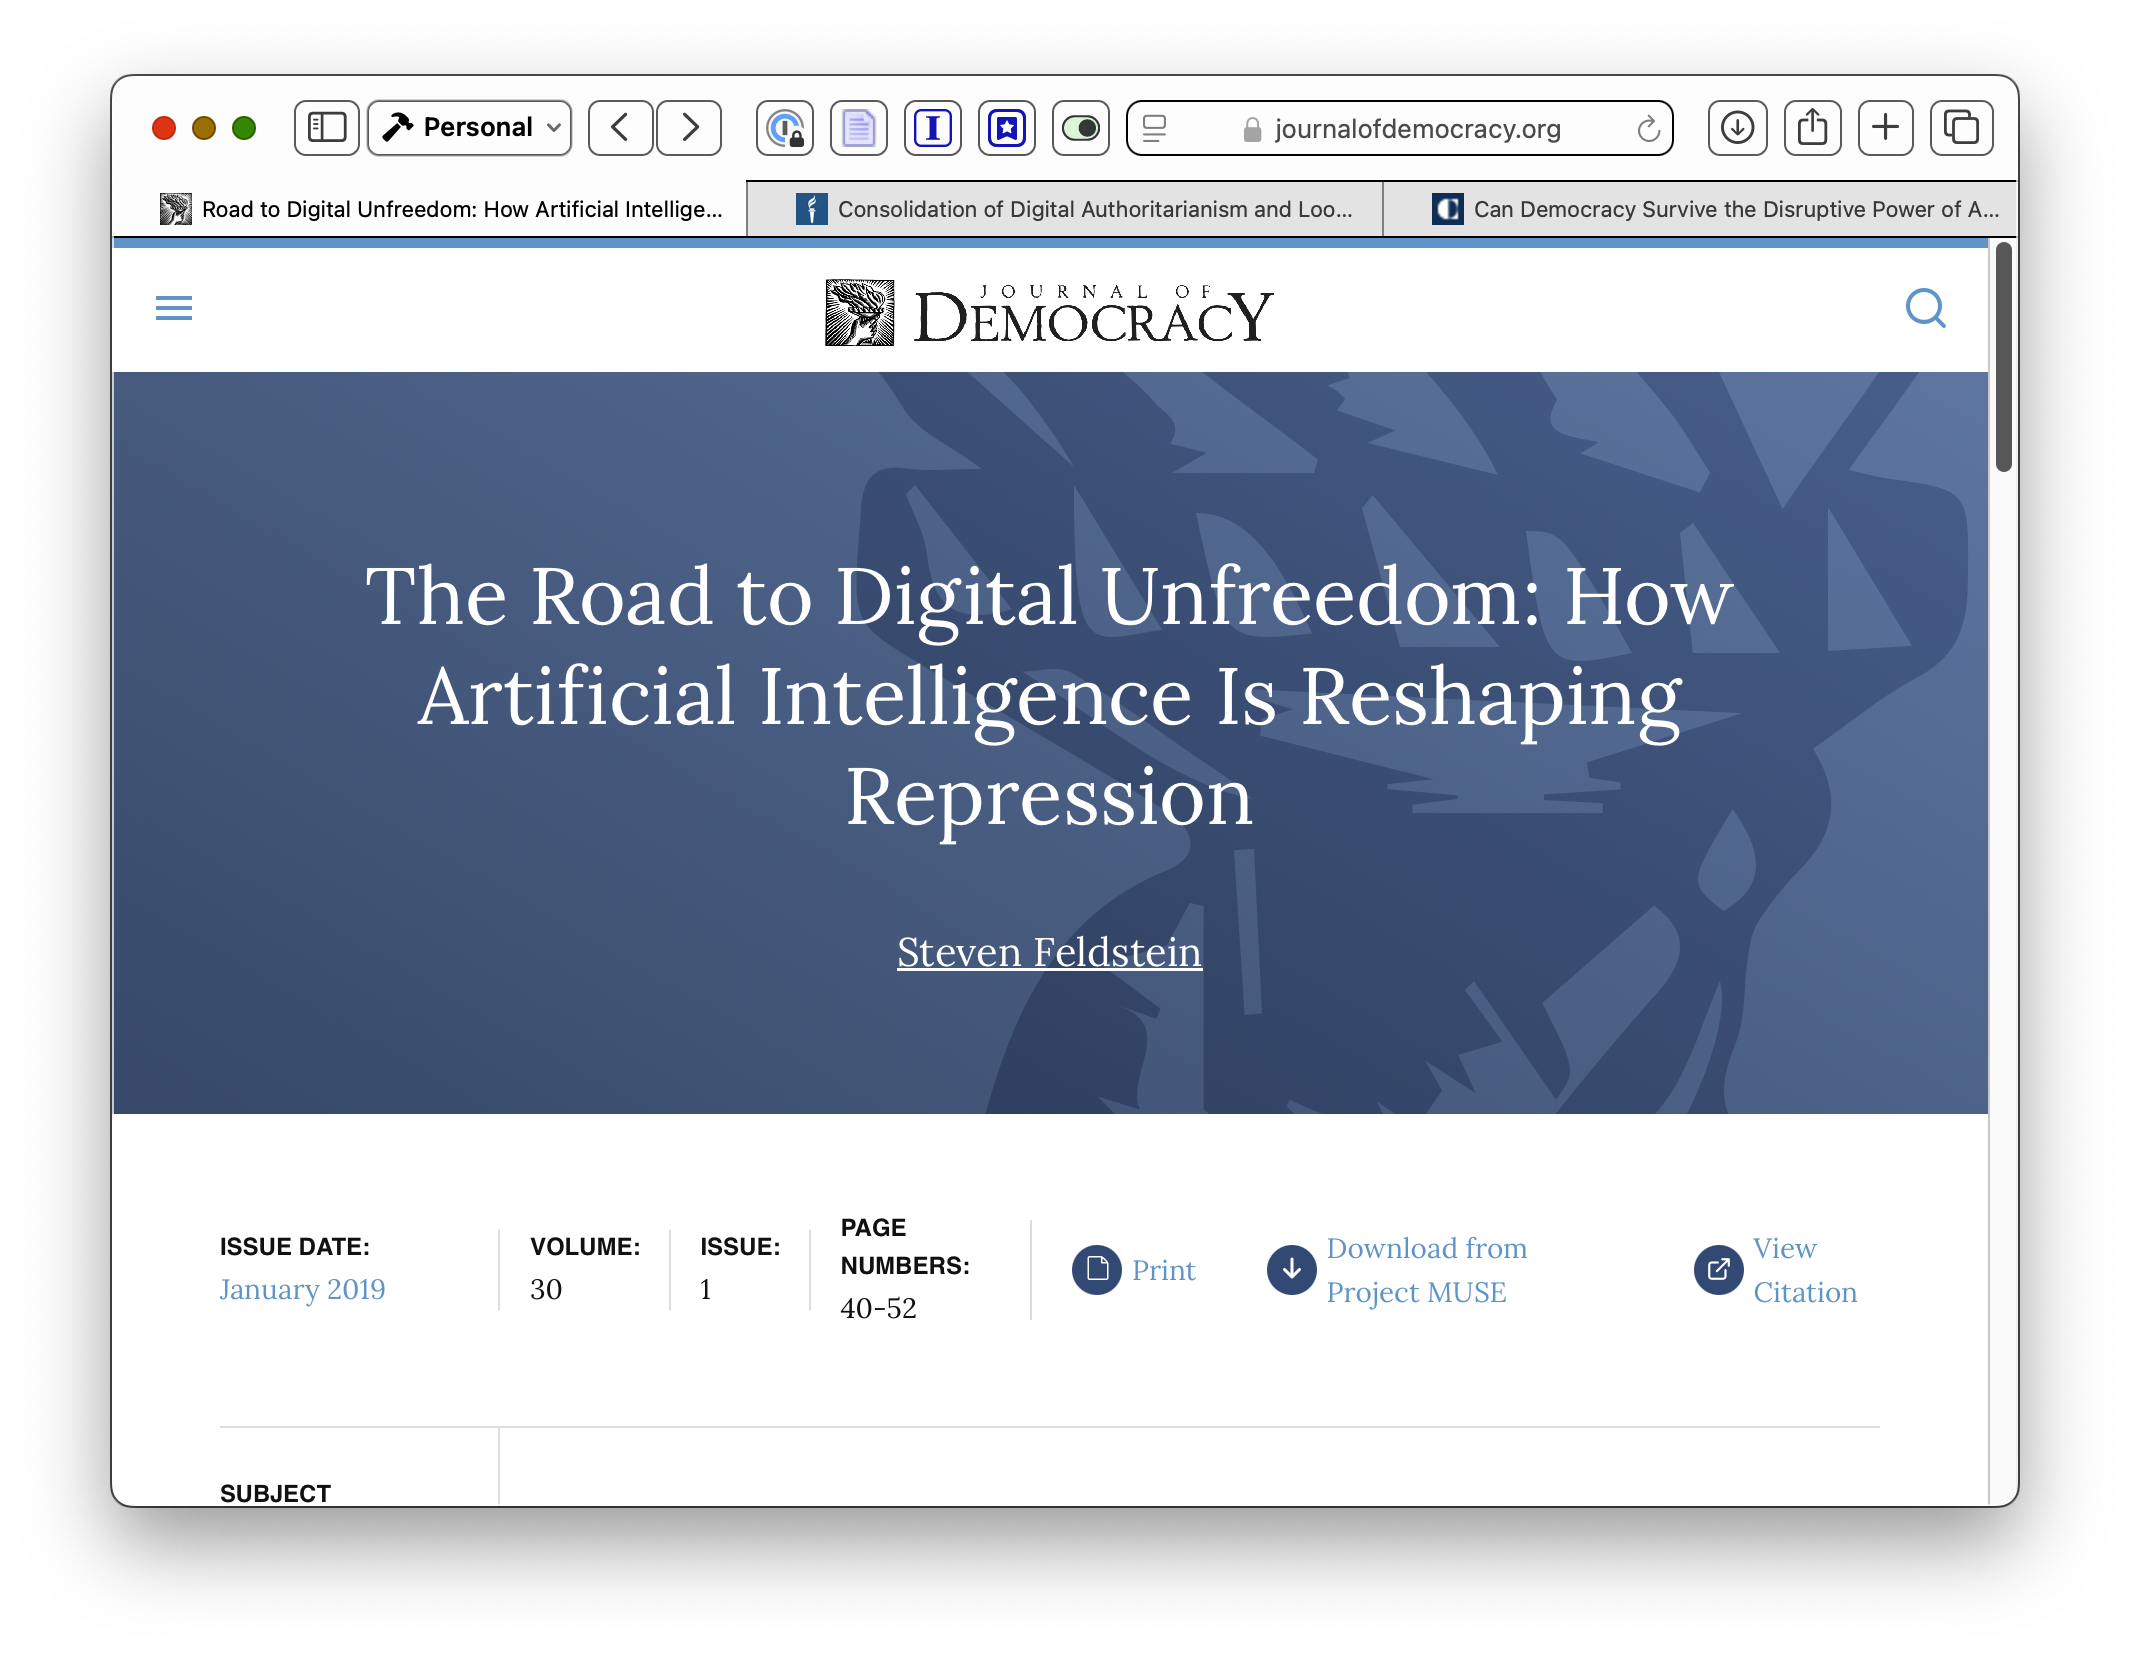 Personal
journalofdemocracy.org
Road to Digital Unfreedom: How Artificial Intellige...
Consolidation of Digital Authoritarianism and Loo...
Can Democracy Survive the Disruptive Power of A...
JOURNAL OF
DEMOCRACY
The Road to Digital Unfreedom: How
Artificial Intelligence Is Reshaping
Repression
Steven Feldstein
ISSUE DATE:
January 2019
VOLUME:
30
ISSUE:
1
PAGE
NUMBERS:
40-52
Print
Download from
Project MUSE
View
Citation
SUBJECT